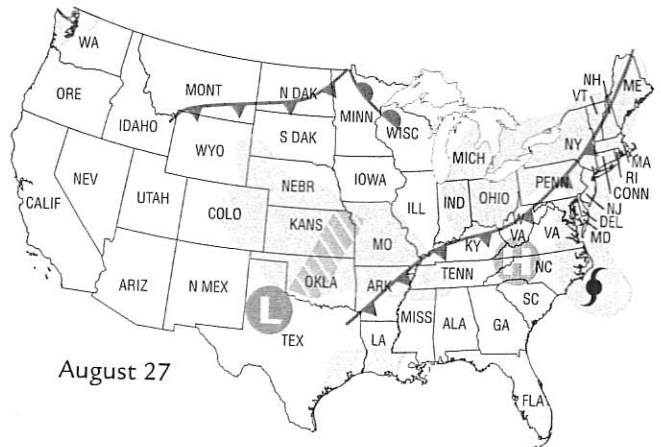 WA
MONT
N DAK
MINN
ORE
IDAHO
WYO
S DAK
WISC
MICH
NH
VT
ME
NY
MA
RI
CONN
NEV
UTAH
COLO
NEBR
IOWA
ILL
IND
OHIO
PENN
NJ
DEL
MD
CALIF
KANS
MO
KY
W
VA
VA
ARIZ
N MEX
OKLA
ARK
TENN
H
NC
SC
L
TEX
LA
MISS
ALA
GA
FLA
August 27